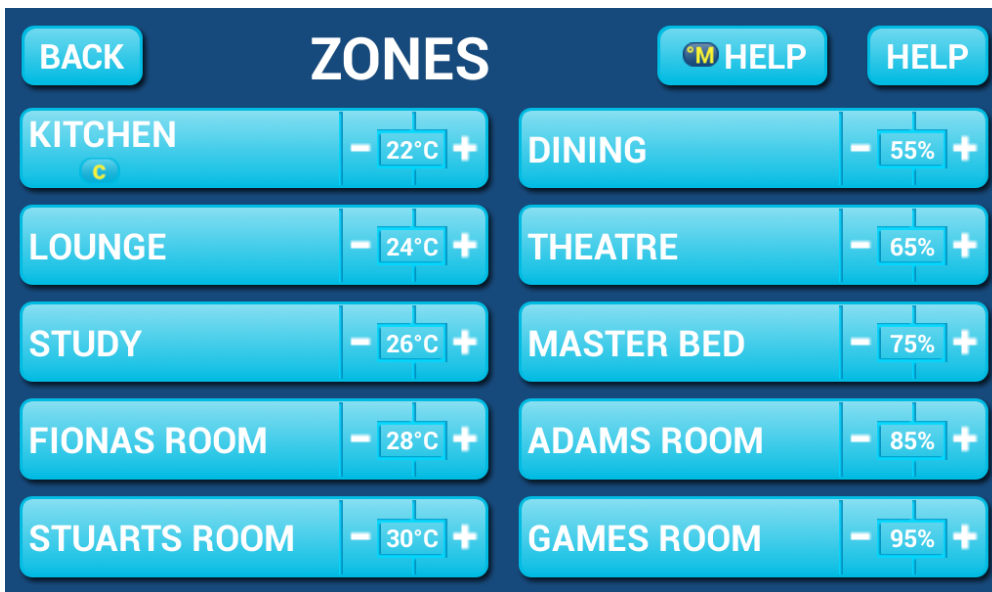 BACK
ZONES
°M HELP
HELP
KITCHEN
C
- 22°C +
DINING
- 55% +
LOUNGE
- 24°C +
THEATRE
- 65% +
STUDY
- 26°C +
MASTER BED
- 75% +
FIONAS ROOM
- 28°C +
ADAMS ROOM
- 85% +
STUARTS ROOM
- 30°C +
GAMES ROOM
- 95% +